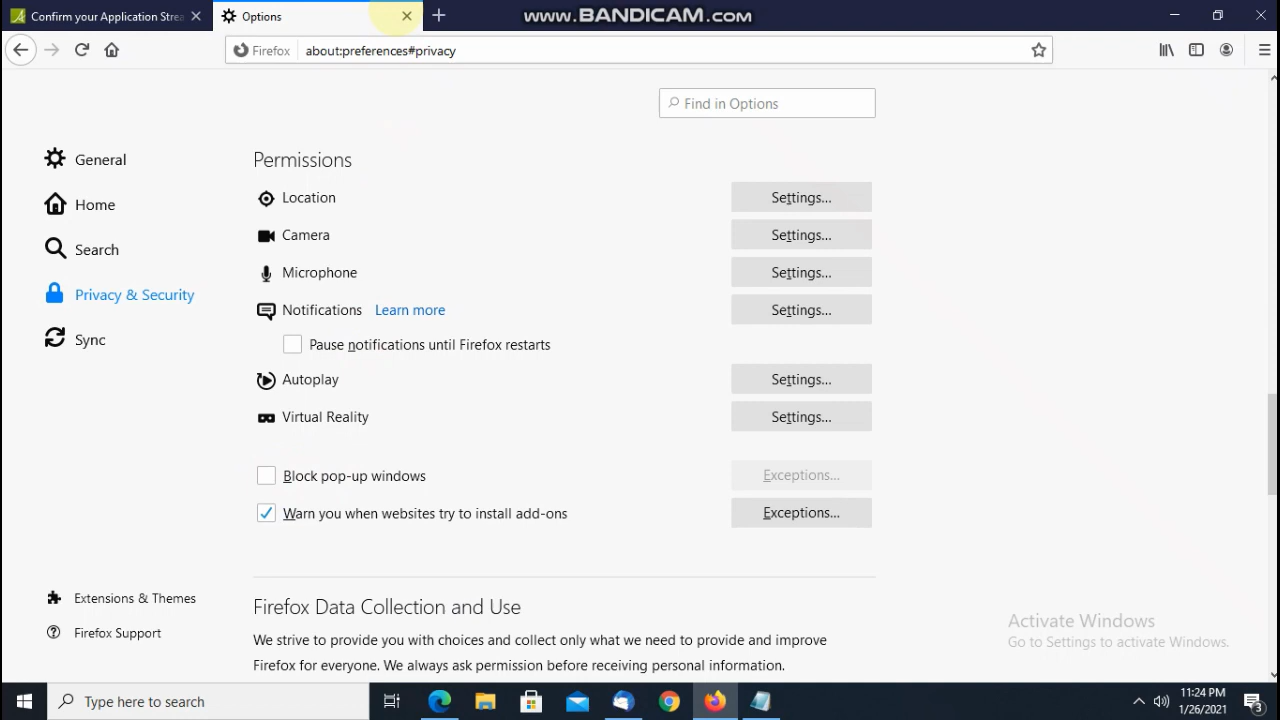 Confirm your Application Strea
Options
www.BANDICAM.com
Firefox
about:preferences#privacy
Find in Options
General
Home
Search
Privacy & Security
Sync
Extensions & Themes
Firefox Support
Permissions
Location
Settings...
Camera
Settings...
Microphone
Settings...
Notifications Learn more
Settings...
Pause notifications until Firefox restarts
Autoplay
Settings...
Virtual Reality
Settings...
Block pop-up windows
Exceptions...
Warn you when websites try to install add-ons
Exceptions...
Firefox Data Collection and Use
We strive to provide you with choices and collect only what we need to provide and improve
Firefox for everyone. We always ask permission before receiving personal information.
Activate Windows
Go to Settings to activate Windows.
Type here to search
11:24 PM
1/26/2021
3